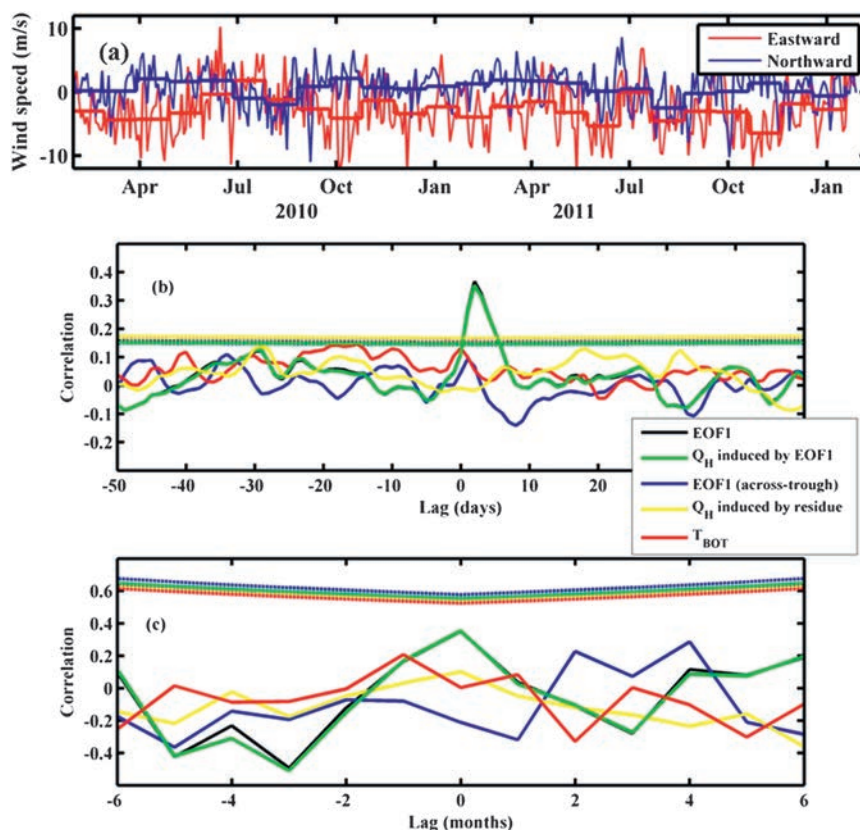 (a)
Wind speed (m/s)
10
0
-10
Eastward
Northward
Apr Jul Oct Jan Apr Jul Oct Jan
2010 2011
(b)
Correlation
0.4
0.3
0.2
0.1
0
-0.1
-0.2
-50 -40 -30 -20 -10 0 10 20
Lag (days)
EOF1
QH induced by EOF1
EOF1 (across-trough)
QH induced by residue
TBOT
(c)
Correlation
0.6
0.4
0.2
0
-0.2
-0.4
-6 -4 -2 0 2 4 6
Lag (months)